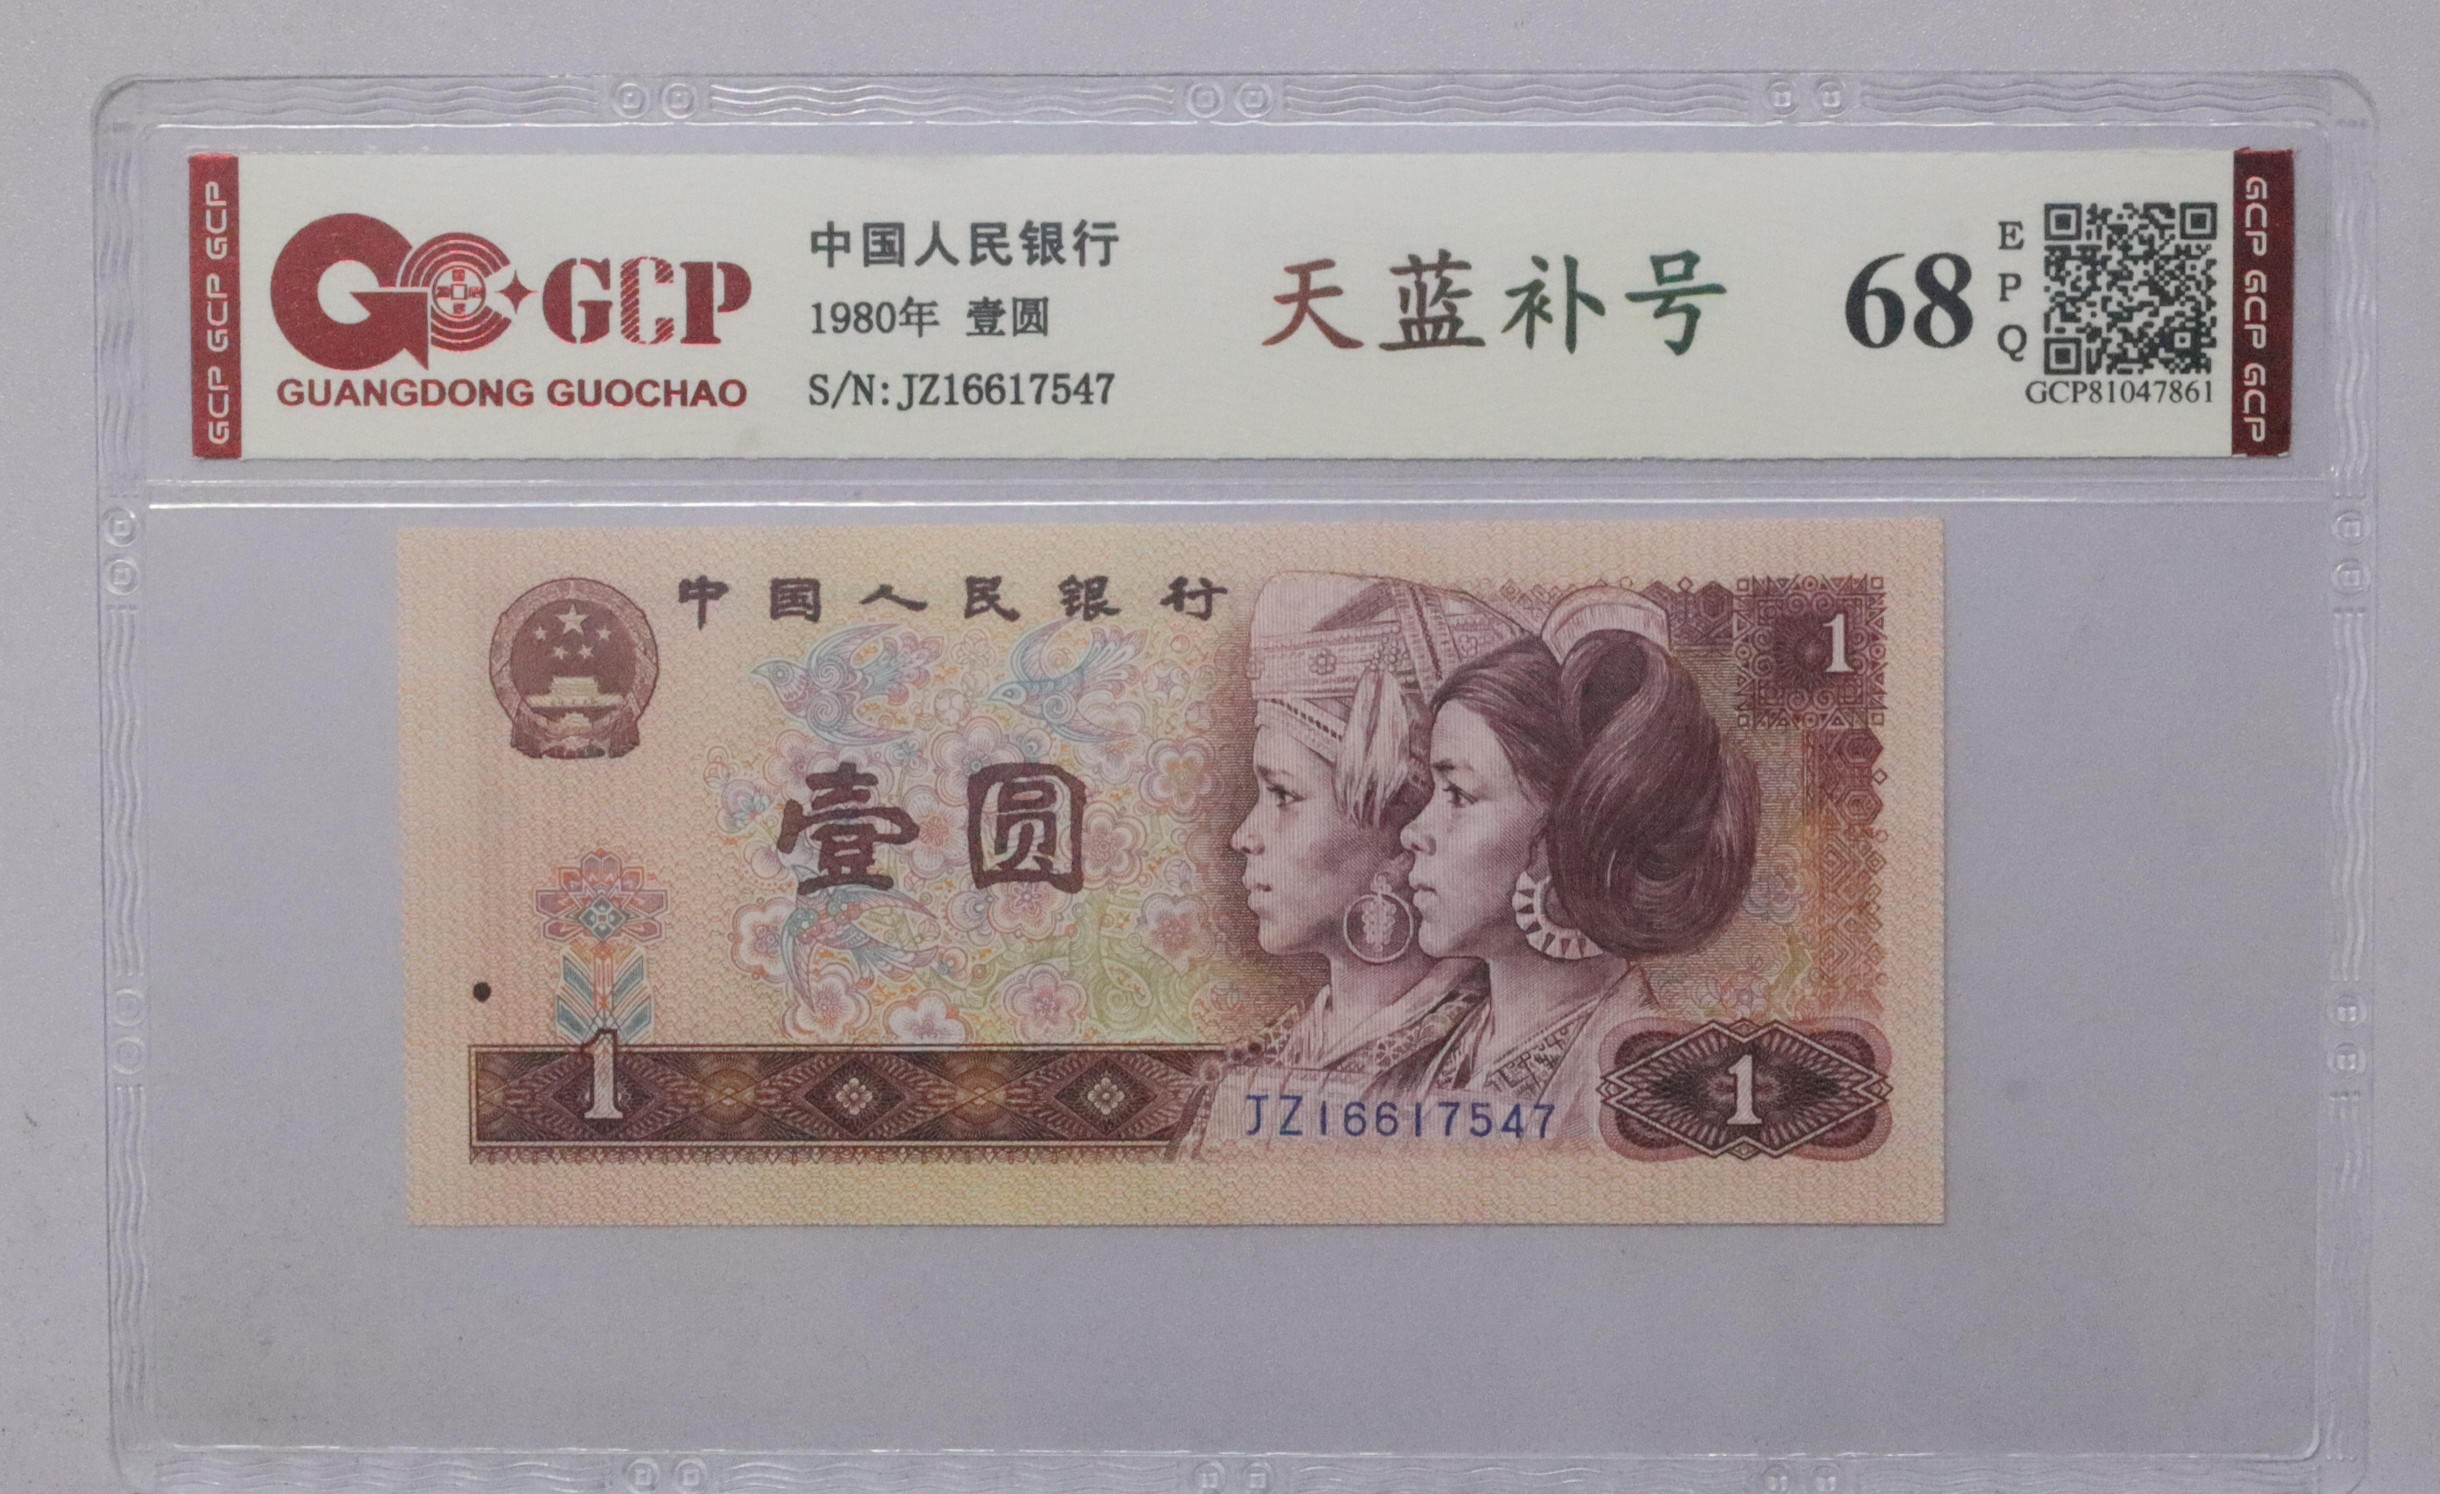 GCP GCP GCP
GCP
GUANGDONG GUOCHAO
中国人民银行
1980年 壹圆
S/N: JZ16617547
天蓝补号
68
EPQ
GCP81047861
GCP GCP GCP
中国人民银行
1
壹圆
1
JZ16617547
1